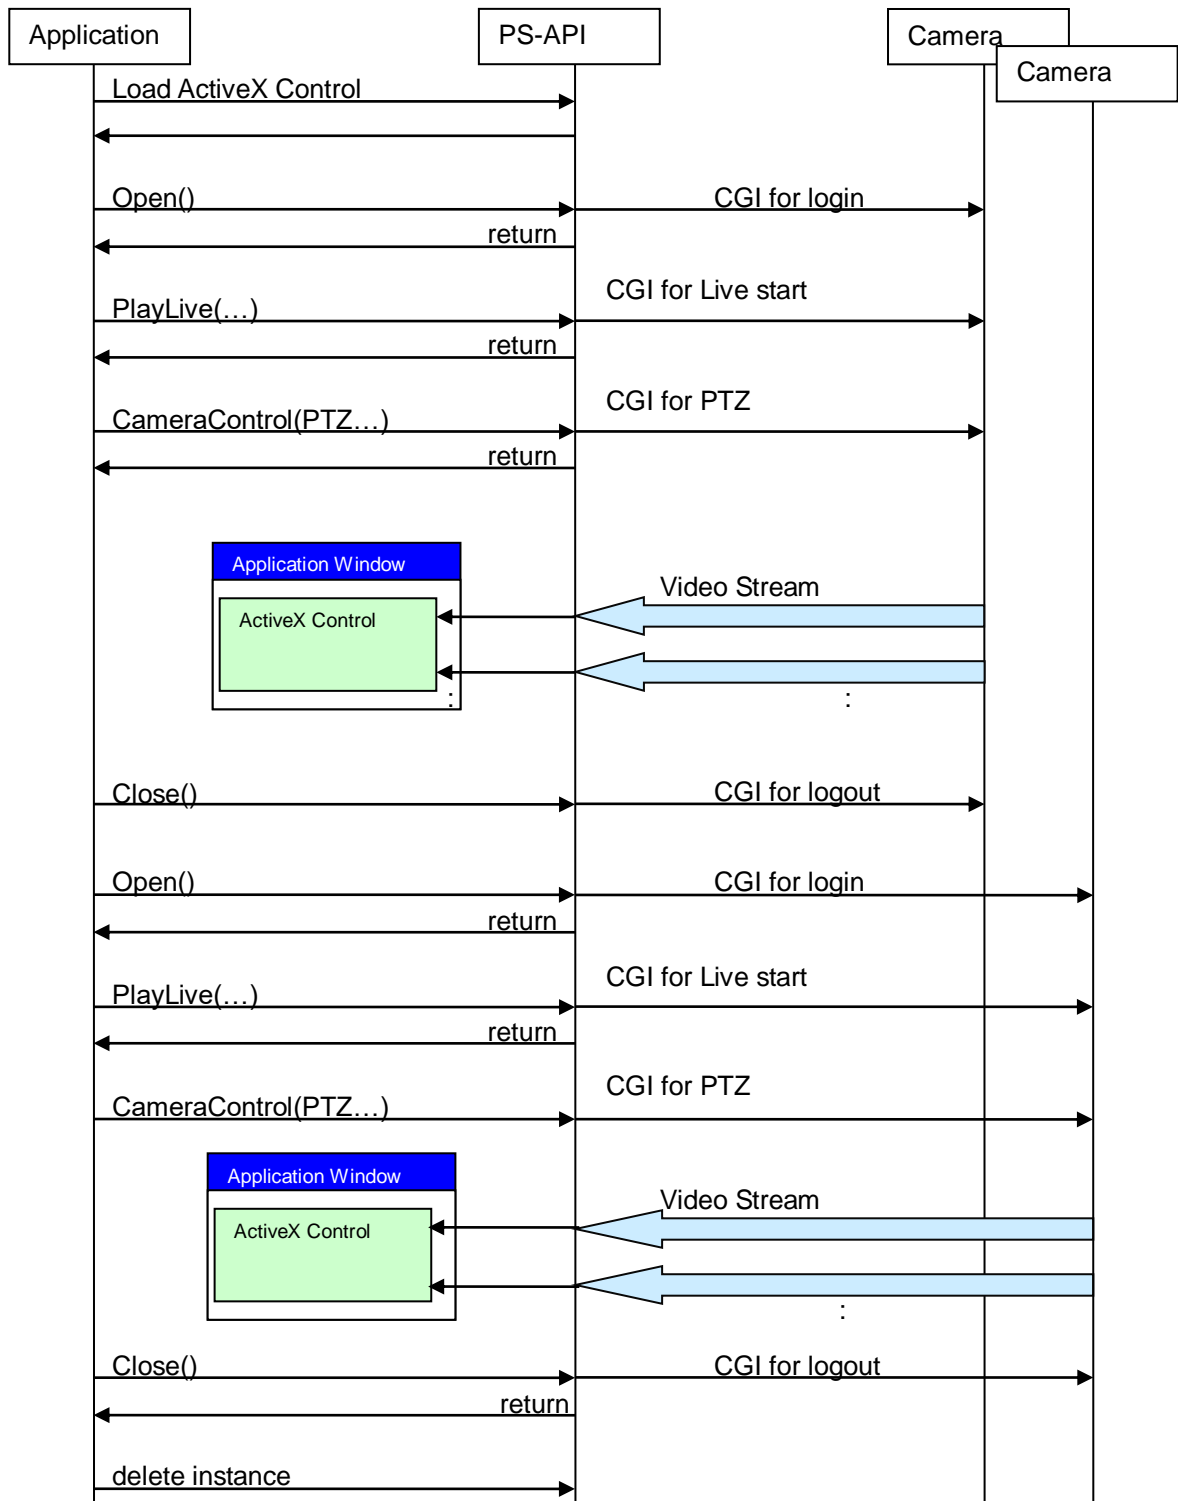 Application
PS-API
Camera
Camera
Load ActiveX Control
Open()
CGI for login
return
CGI for Live start
PlayLive(…)
return
CGI for PTZ
CameraControl(PTZ…)
return
Application Window
Video Stream
ActiveX Control
:
:
Close()
CGI for logout
Open()
CGI for login
return
CGI for Live start
PlayLive(…)
return
CGI for PTZ
CameraControl(PTZ…)
Application Window
Video Stream
ActiveX Control
:
Close()
CGI for logout
return
delete instance